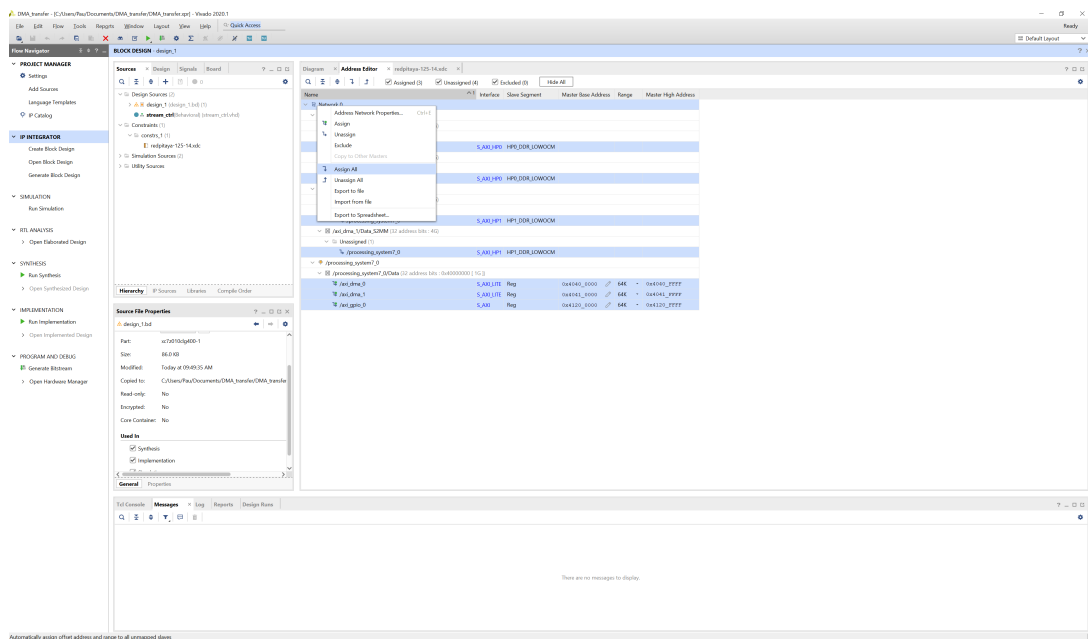 DMA_transfer - [C:/Users/Pau/Documents/DMA_transfer/DMA_transfer.xpr] - Vivado 2020.1
File Edit Flow Tools Reports Window Layout View Help Quick Access
Ready
Default Layout
Flow Navigator
PROJECT MANAGER
Settings
Add Sources
Language Templates
IP Catalog
IP INTEGRATOR
Create Block Design
Open Block Design
Generate Block Design
SIMULATION
Run Simulation
RTL ANALYSIS
Open Elaborated Design
SYNTHESIS
Run Synthesis
Open Synthesized Design
IMPLEMENTATION
Run Implementation
Open Implemented Design
PROGRAM AND DEBUG
Generate Bitstream
Open Hardware Manager
BLOCK DESIGN - design_1
Sources Design Signals Board
Design Sources (2)
design_1 (design_1.bd) (1)
stream_ctrl(Behavioral) (stream_ctrl.vhd)
Constraints (1)
constrs_1 (1)
redpitaya-125-14.xdc
Simulation Sources (2)
Utility Sources
Hierarchy IP Sources Libraries Compile Order
Source File Properties
design_1.bd
Part: xc7z010clg400-1
Size: 86.0 KB
Modified: Today at 09:49:35 AM
Copied to: C:/Users/Pau/Documents/DMA_transfer/DMA_transfer
Read-only: No
Encrypted: No
Core Container: No
Used In
Synthesis
Implementation
General Properties
Diagram Address Editor redpitaya-125-14.xdc
Assigned (3) Unassigned (4) Excluded (0) Hide All
Name Interface Slave Segment Master Base Address Range Master High Address
Network 0
Address Network Properties... Ctrl+E
Assign
Unassign
Exclude
Copy to Other Masters
Assign All
Unassign All
Export to file
Import from file
Export to Spreadsheet...
S_AXI_HP0 HP0_DDR_LOWOCM
S_AXI_HP0 HP0_DDR_LOWOCM
S_AXI_HP1 HP1_DDR_LOWOCM
/axi_dma_1/Data_S2MM (32 address bits : 4G)
Unassigned (1)
/processing_system7_0 S_AXI_HP1 HP1_DDR_LOWOCM
/processing_system7_0
/processing_system7_0/Data (32 address bits : 0x40000000 [ 1G ])
/axi_dma_0 S_AXI_LITE Reg 0x4040_0000 64K 0x4040_FFFF
/axi_dma_1 S_AXI_LITE Reg 0x4041_0000 64K 0x4041_FFFF
/axi_gpio_0 S_AXI Reg 0x4120_0000 64K 0x4120_FFFF
Tcl Console Messages Log Reports Design Runs
There are no messages to display.
Automatically assign offset address and range to all unmapped slaves